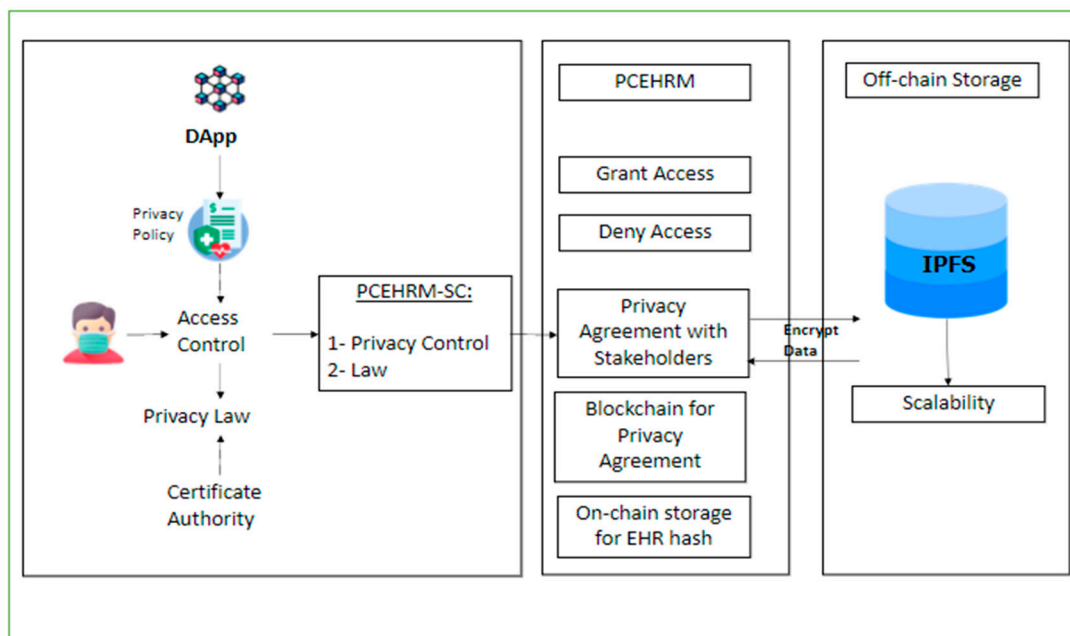 DApp
Privacy
Policy
Access
Control
Privacy Law
Certificate
Authority
PCEHRM-SC:
1- Privacy Control
2- Law
PCEHRM
Grant Access
Deny Access
Privacy
Agreement with
Stakeholders
Blockchain for
Privacy
Agreement
On-chain storage
for EHR hash
Encrypt
Data
Off-chain Storage
IPFS
Scalability